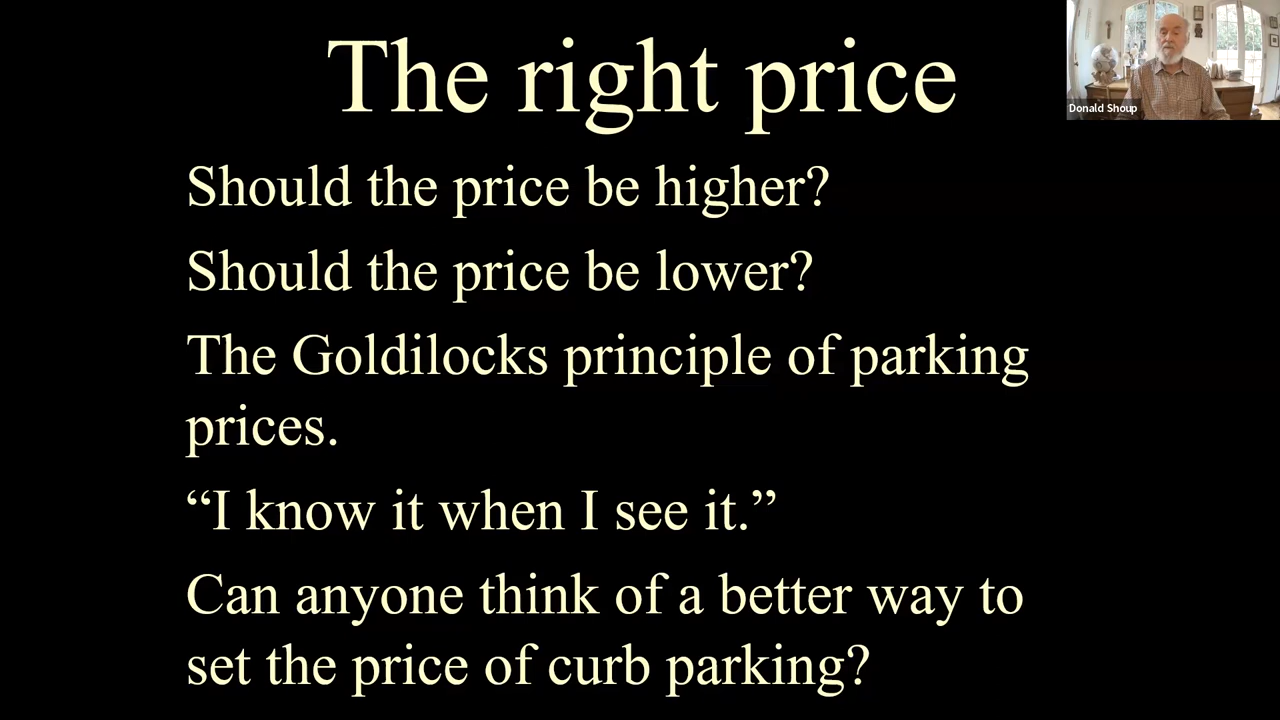 The right price
Donald Shoup
Should the price be higher?
Should the price be lower?
The Goldilocks principle of parking
prices.
“I know it when I see it.”
Can anyone think of a better way to
set the price of curb parking?